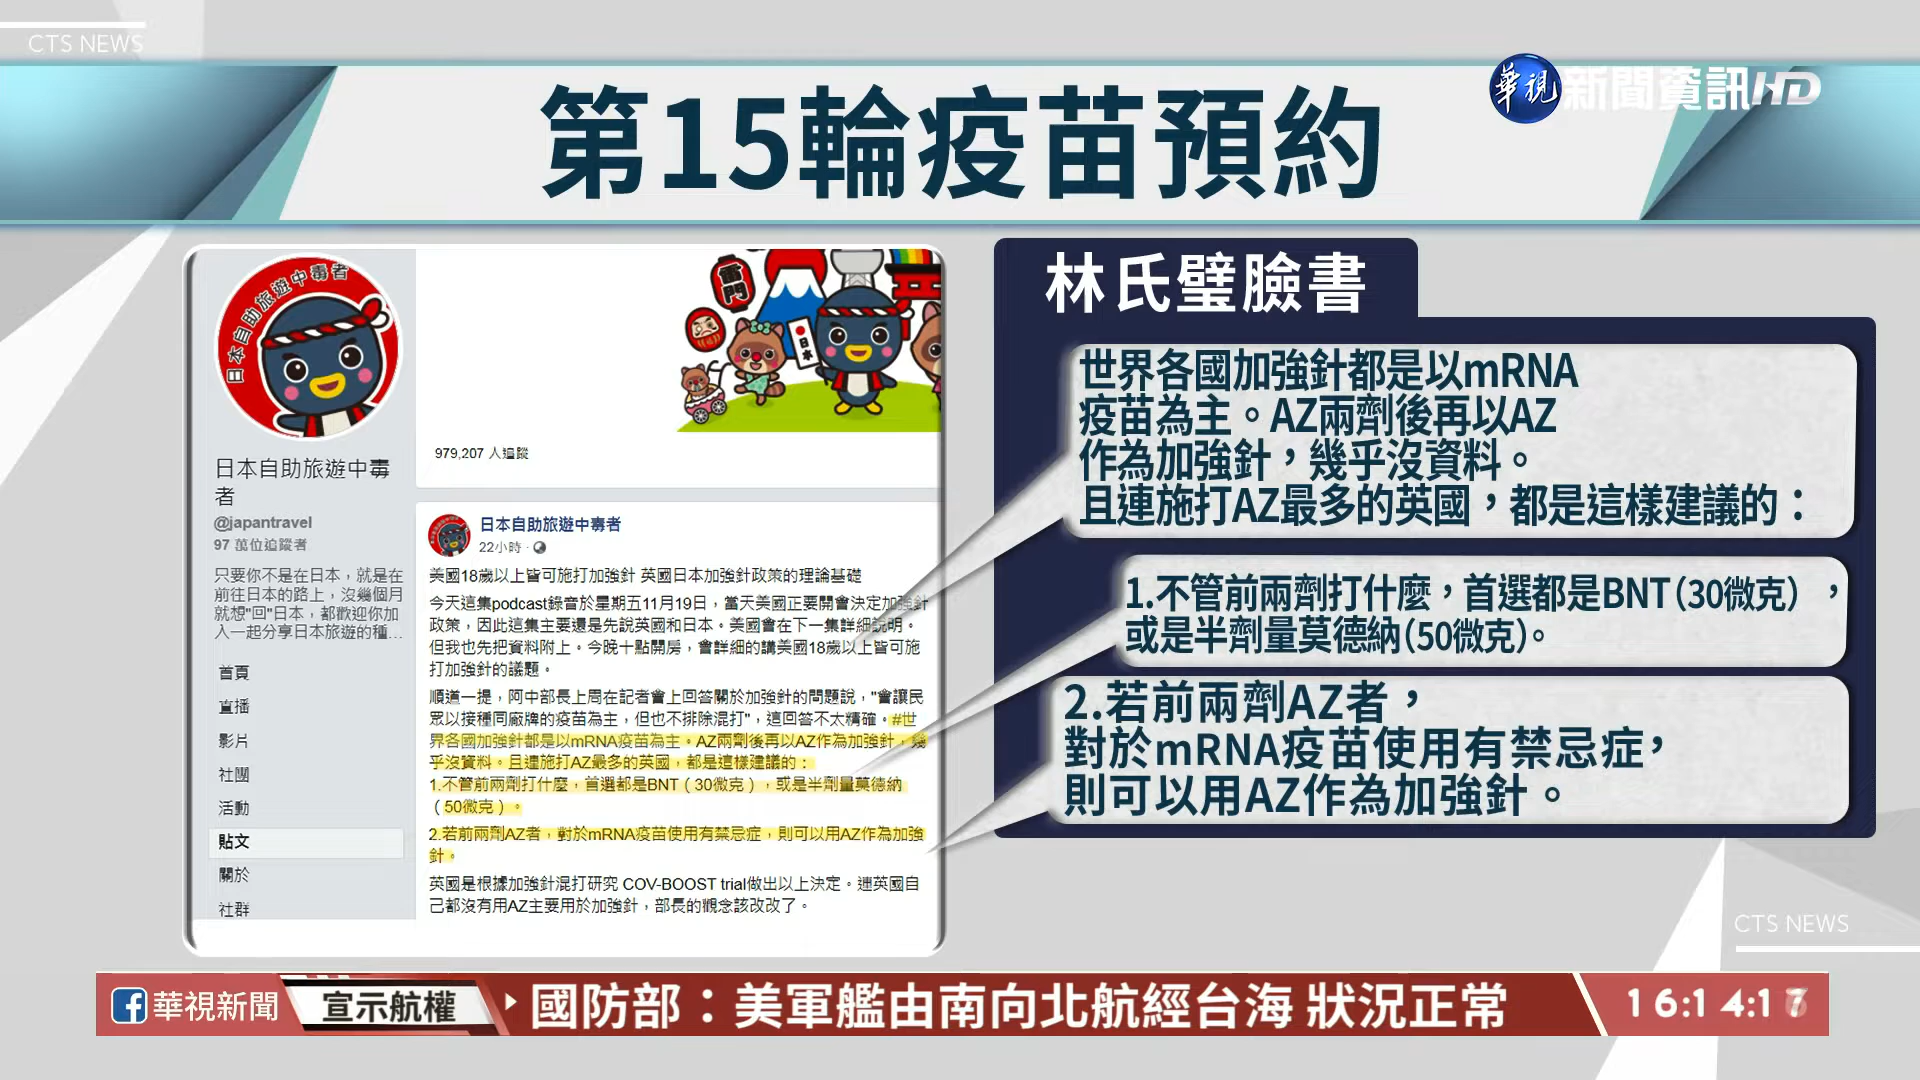 CTS NEWS
第15輪疫苗預約
華視 新聞資訊HD
日本自助旅遊中毒者
雷門
日本
979,207 人追蹤
日本自助旅遊中毒
者
@japantravel
97 萬位追蹤者
只要你不是在日本，就是在
前往日本的路上，沒幾個月
就想"回"日本，都歡迎你加
入一起分享日本旅遊的種...
首頁
直播
影片
社團
活動
貼文
關於
社群
日本自助旅遊中毒者
22小時 ·
美國18歲以上皆可施打加強針 英國日本加強針政策的理論基礎
今天這集podcast錄音於星期五11月19日，當天美國正要開會決定加強針
政策，因此這集主要還是先說英國和日本。美國會在下一集詳細說明。
但我也先把資料附上。今晚十點開房，會詳細的講美國18歲以上皆可施
打加強針的議題。
順道一提，阿中部長上周在記者會上回答關於加強針的問題說，"會讓民
眾以接種同廠牌的疫苗為主，但也不排除混打"，這回答不太精確。#世
界各國加強針都是以mRNA疫苗為主。AZ兩劑後再以AZ作為加強針，幾
乎沒資料。且連施打AZ最多的英國，都是這樣建議的：
1.不管前兩劑打什麼，首選都是BNT（30微克），或是半劑量莫德納
（50微克）。
2.若前兩劑AZ者，對於mRNA疫苗使用有禁忌症，則可以用AZ作為加強
針。
英國是根據加強針混打研究 COV-BOOST trial做出以上決定。連英國自
己都沒有用AZ主要用於加強針，部長的觀念該改改了。
林氏璧臉書
世界各國加強針都是以mRNA
疫苗為主。AZ兩劑後再以AZ
作為加強針，幾乎沒資料。
且連施打AZ最多的英國，都是這樣建議的：
1.不管前兩劑打什麼，首選都是BNT(30微克)，
或是半劑量莫德納(50微克)。
2.若前兩劑AZ者，
對於mRNA疫苗使用有禁忌症，
則可以用AZ作為加強針。
CTS NEWS
華視新聞
宣示航權
國防部：美軍艦由南向北航經台海 狀況正常
16:14:1